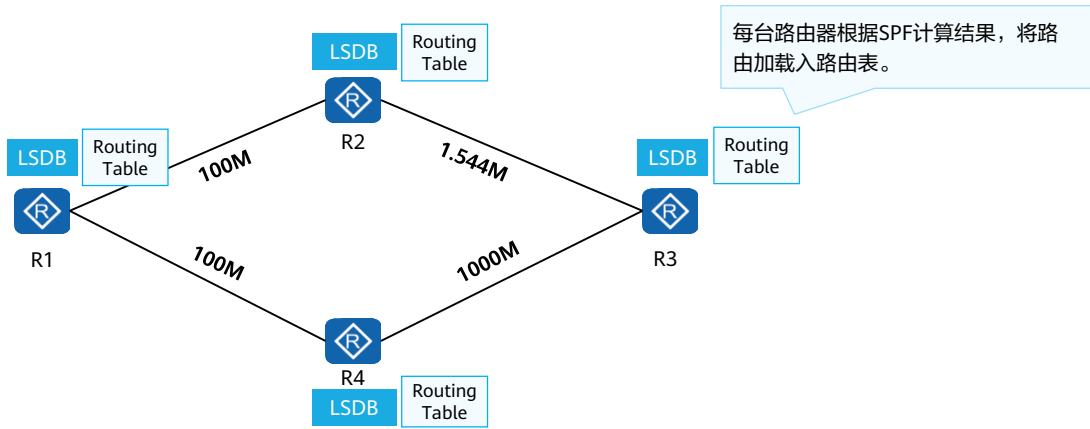 每台路由器根据SPF计算结果，将路
由加载入路由表。
LSDB
Routing
Table
R
R2
LSDB
Routing
Table
R
R1
100M
1.544M
LSDB
Routing
Table
R
R3
100M
1000M
R
R4
LSDB
Routing
Table